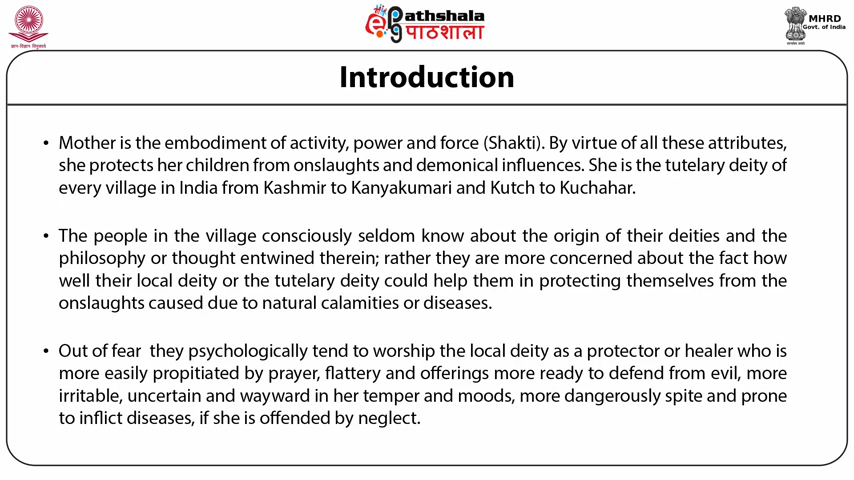 ePathshala
पाठशाला
MHRD
Govt. of India
Introduction
• Mother is the embodiment of activity, power and force (Shakti). By virtue of all these attributes,
she protects her children from onslaughts and demonical influences. She is the tutelary deity of
every village in India from Kashmir to Kanyakumari and Kutch to Kuchahar.
• The people in the village consciously seldom know about the origin of their deities and the
philosophy or thought entwined therein; rather they are more concerned about the fact how
well their local deity or the tutelary deity could help them in protecting themselves from the
onslaughts caused due to natural calamities or diseases.
• Out of fear they psychologically tend to worship the local deity as a protector or healer who is
more easily propitiated by prayer, flattery and offerings more ready to defend from evil, more
irritable, uncertain and wayward in her temper and moods, more dangerously spite and prone
to inflict diseases, if she is offended by neglect.